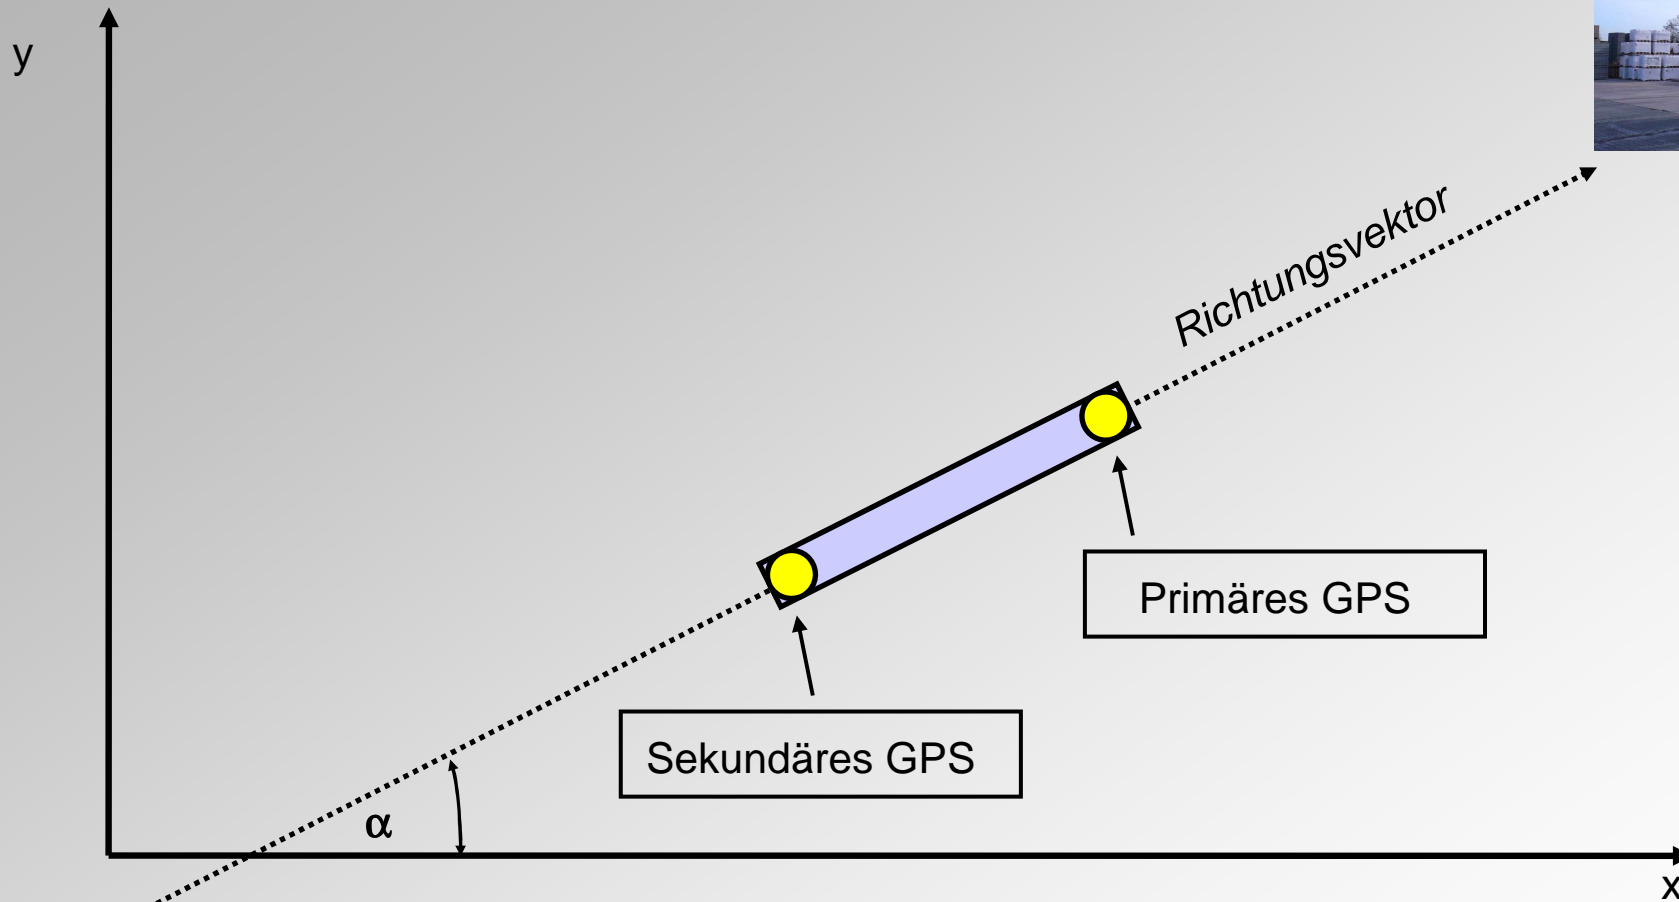 y
Richtungsvektor
Primäres GPS
Sekundäres GPS
α
x